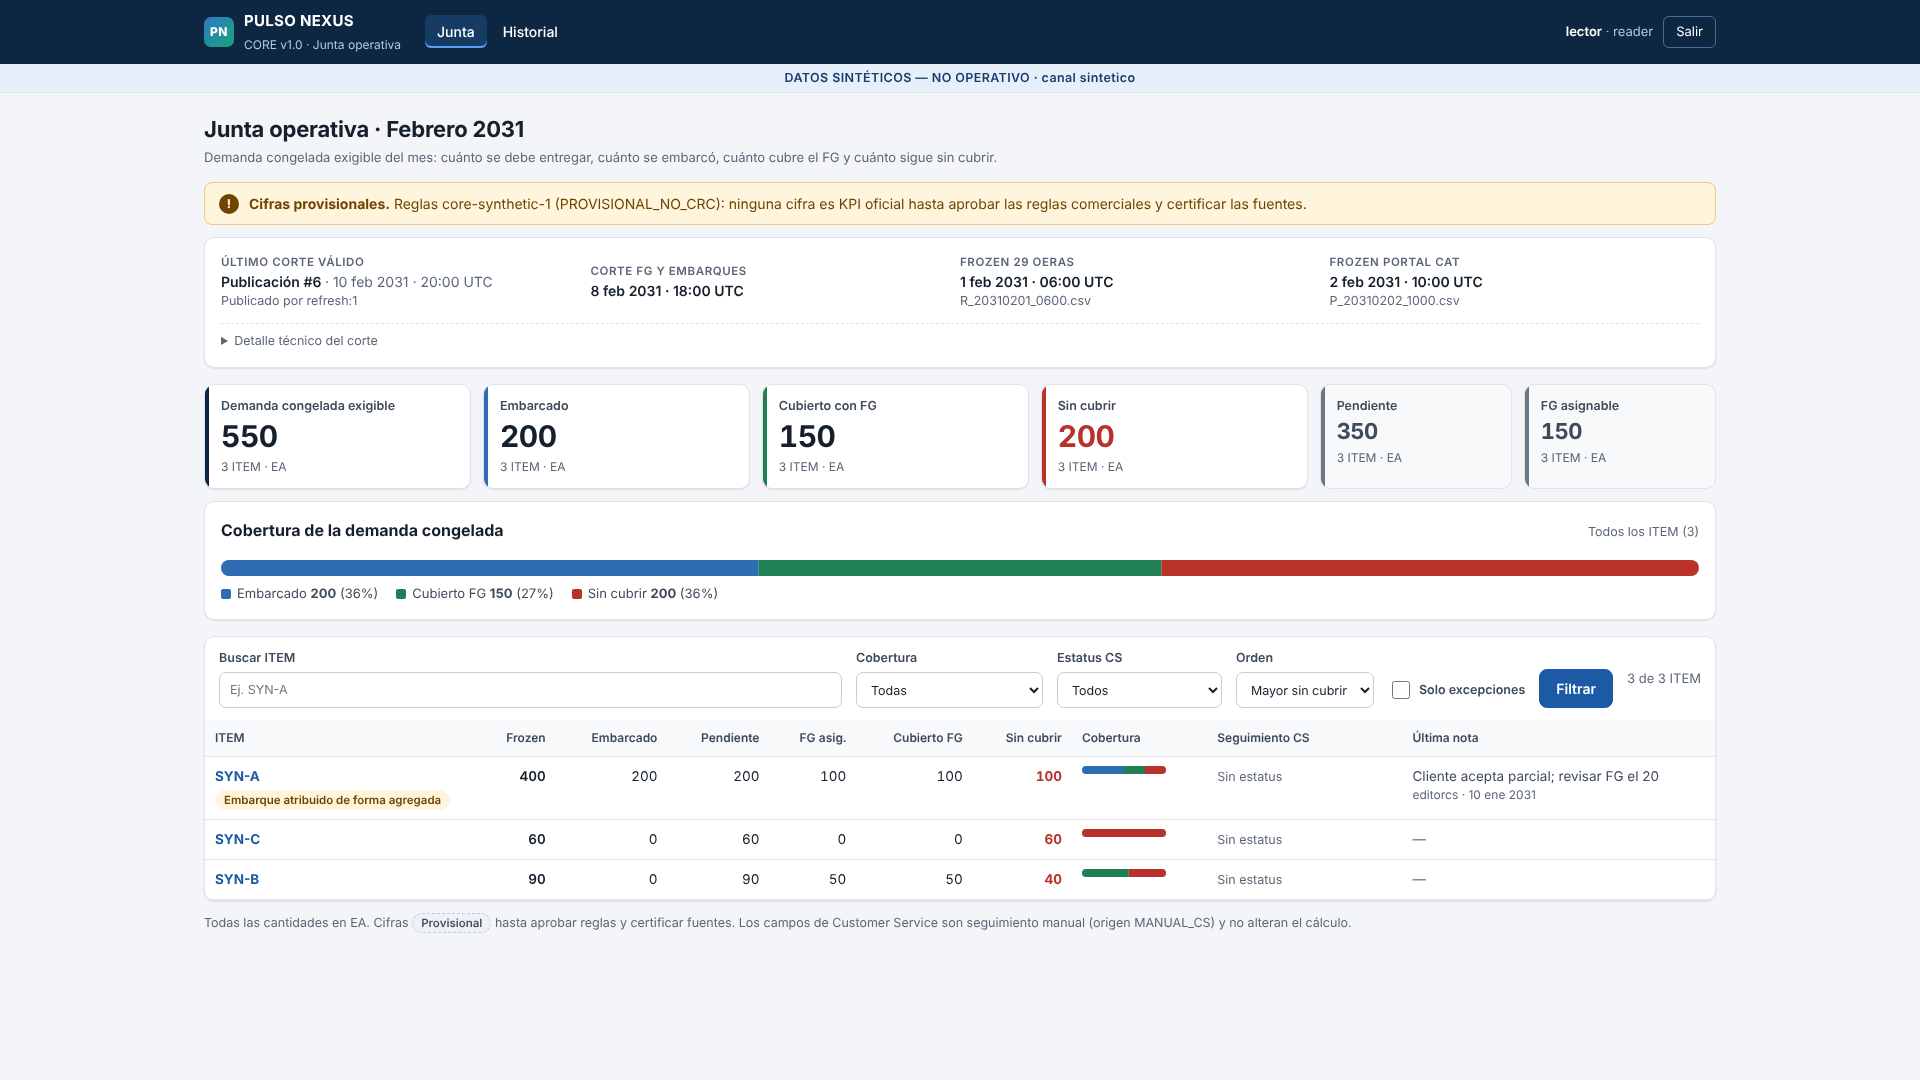 PN
PULSO NEXUS
CORE v1.0 · Junta operativa
Junta
Historial
lector · reader
Salir
DATOS SINTÉTICOS — NO OPERATIVO · canal sintetico
Junta operativa · Febrero 2031
Demanda congelada exigible del mes: cuánto se debe entregar, cuánto se embarcó, cuánto cubre el FG y cuánto sigue sin cubrir.
! Cifras provisionales. Reglas core-synthetic-1 (PROVISIONAL_NO_CRC): ninguna cifra es KPI oficial hasta aprobar las reglas comerciales y certificar las fuentes.
ÚLTIMO CORTE VÁLIDO
Publicación #6 · 10 feb 2031 · 20:00 UTC
Publicado por refresh:1
CORTE FG Y EMBARQUES
8 feb 2031 · 18:00 UTC
FROZEN 29 OERAS
1 feb 2031 · 06:00 UTC
R_20310201_0600.csv
FROZEN PORTAL CAT
2 feb 2031 · 10:00 UTC
P_20310202_1000.csv
Detalle técnico del corte
Demanda congelada exigible
550
3 ITEM · EA
Embarcado
200
3 ITEM · EA
Cubierto con FG
150
3 ITEM · EA
Sin cubrir
200
3 ITEM · EA
Pendiente
350
3 ITEM · EA
FG asignable
150
3 ITEM · EA
Cobertura de la demanda congelada
Todos los ITEM (3)
Embarcado 200 (36%) Cubierto FG 150 (27%) Sin cubrir 200 (36%)
Buscar ITEM
Ej. SYN-A
Cobertura
Todas
Estatus CS
Todos
Orden
Mayor sin cubrir
Solo excepciones
Filtrar
3 de 3 ITEM
ITEM Frozen Embarcado Pendiente FG asig. Cubierto FG Sin cubrir Cobertura Seguimiento CS Última nota
SYN-A 400 200 200 100 100 100 Sin estatus Cliente acepta parcial; revisar FG el 20
Embarque atribuido de forma agregada editorcs · 10 ene 2031
SYN-C 60 0 60 0 0 60 Sin estatus —
SYN-B 90 0 90 50 50 40 Sin estatus —
Todas las cantidades en EA. Cifras Provisional hasta aprobar reglas y certificar fuentes. Los campos de Customer Service son seguimiento manual (origen MANUAL_CS) y no alteran el cálculo.